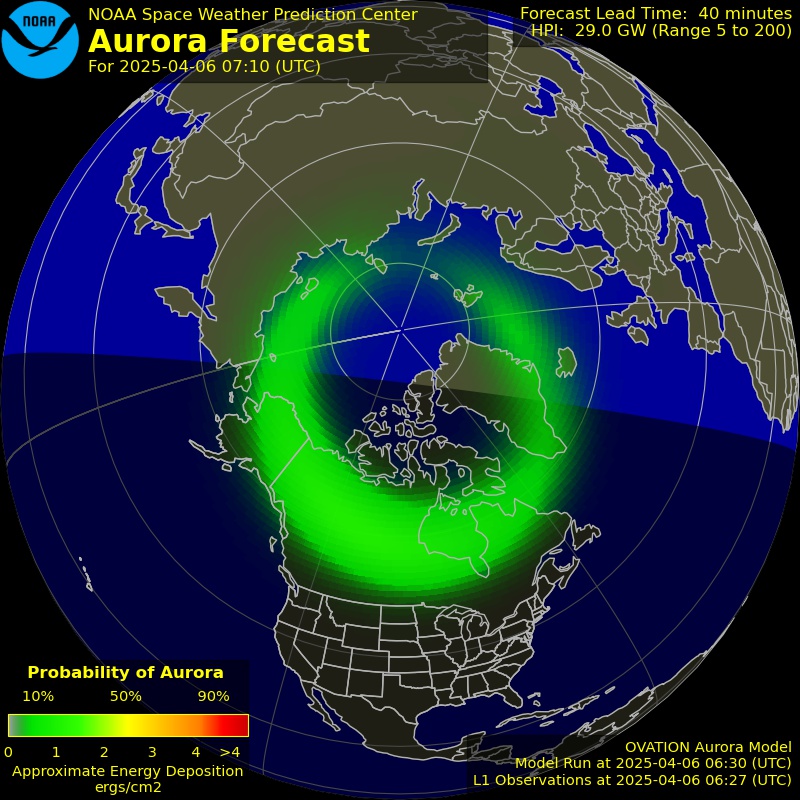 NOAA
NOAA Space Weather Prediction Center
Aurora Forecast
For 2025-04-06 07:10 (UTC)
Forecast Lead Time: 40 minutes
HPI: 29.0 GW (Range 5 to 200)
Probability of Aurora
10% 50% 90%
0 1 2 3 4 >4
Approximate Energy Deposition
ergs/cm2
OVATION Aurora Model
Model Run at 2025-04-06 06:30 (UTC)
L1 Observations at 2025-04-06 06:27 (UTC)